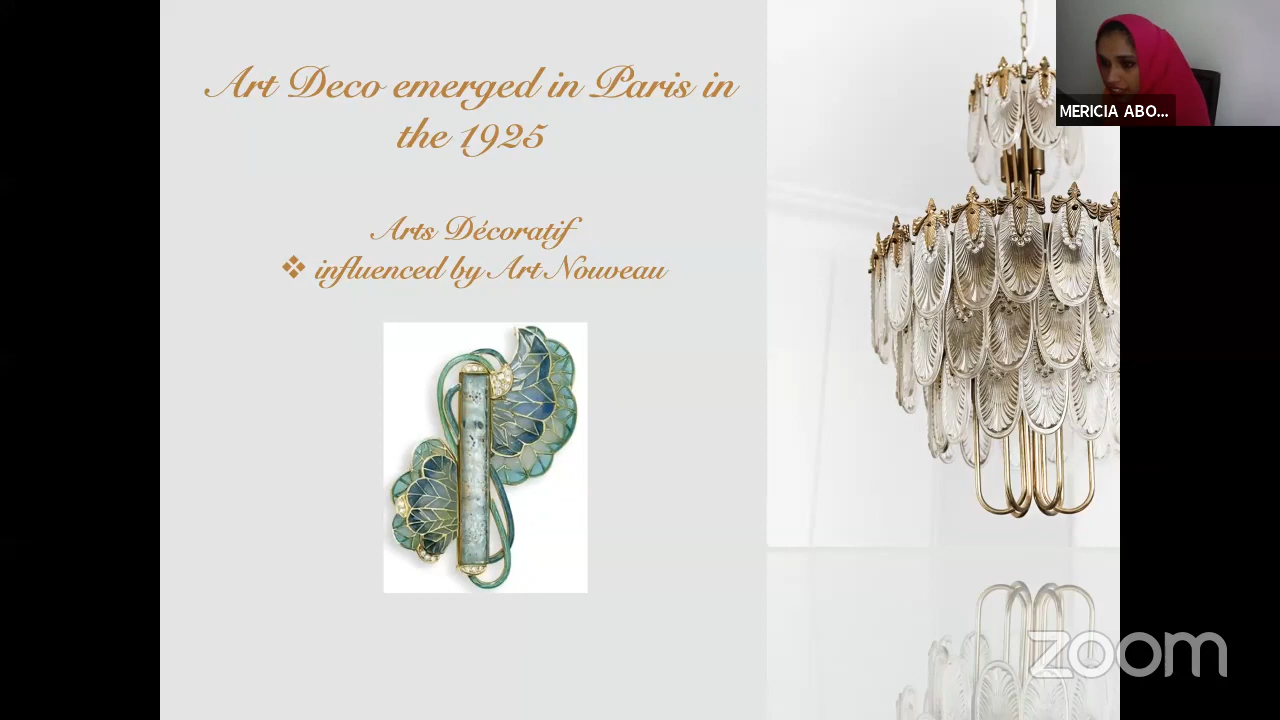 Art Deco emerged in Paris in
the 1925
Arts Décoratif
❖ influenced by Art Nouveau
MERICIA ABO...
zoom